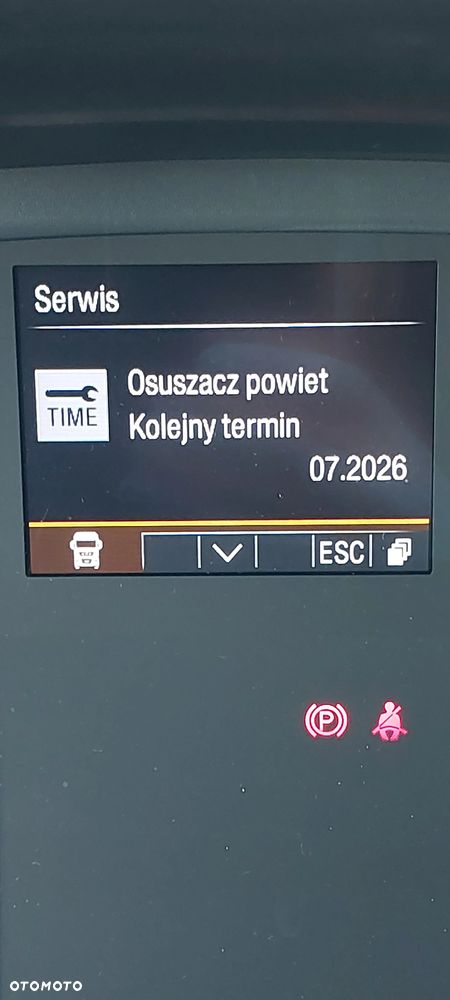 Serwis
TIME
Osuszacz powiet
Kolejny termin
07.2026
ESC
P
OTOMOTO